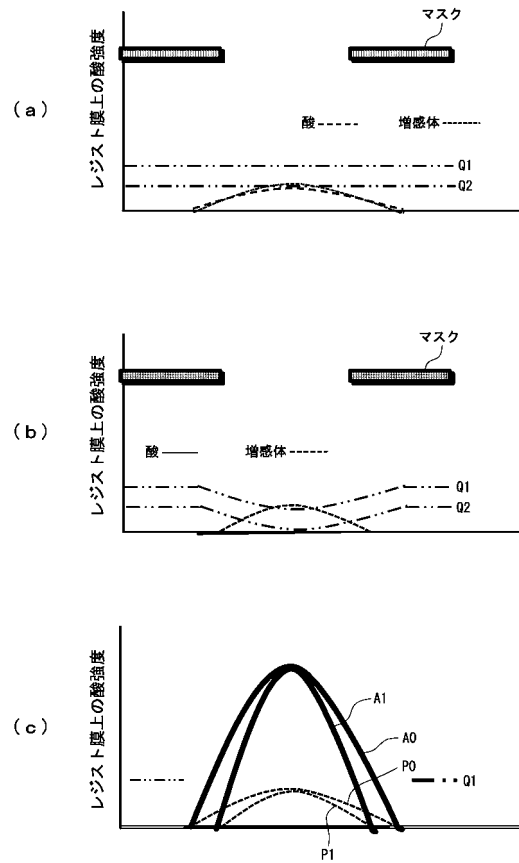 (a)
レジスト膜上の酸強度
マスク
酸 増感体
Q1
Q2
(b)
レジスト膜上の酸強度
マスク
酸 増感体
Q1
Q2
(c)
レジスト膜上の酸強度
A1
A0
P0
Q1
P1